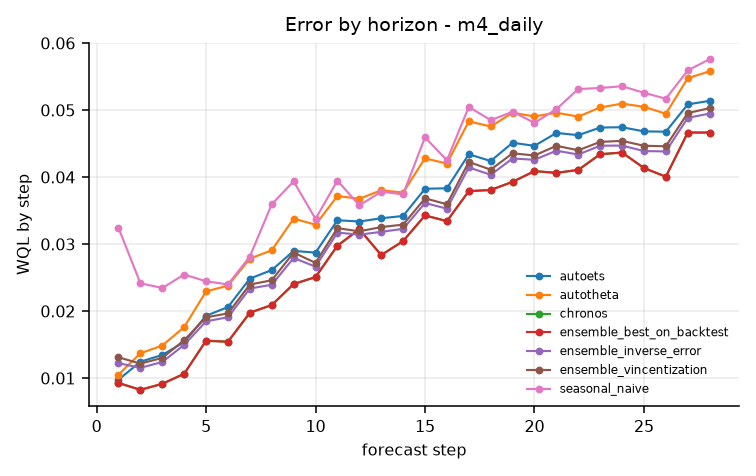 Error by horizon - m4_daily
WQL by step
0.06
0.05
0.04
0.03
0.02
0.01
0 5 10 15 20 25
forecast step
autoets
autotheta
chronos
ensemble_best_on_backtest
ensemble_inverse_error
ensemble_vincentization
seasonal_naive